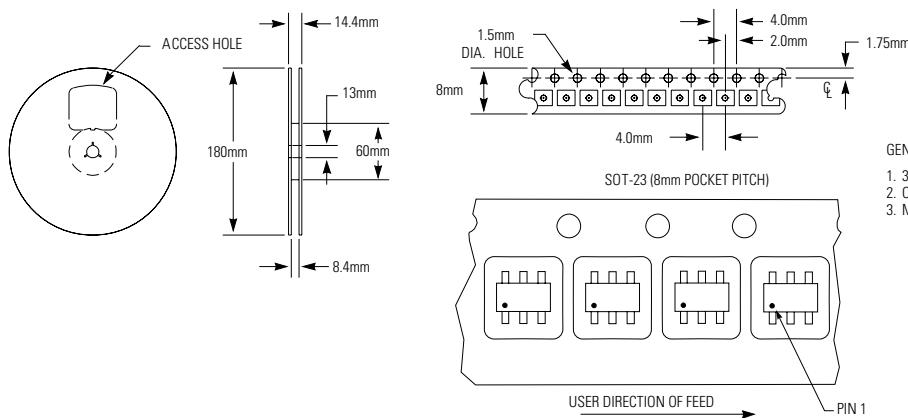 14.4mm
ACCESS HOLE
13mm
180mm
60mm
8.4mm
4.0mm
1.5mm
DIA. HOLE
2.0mm
1.75mm
8mm
℄
4.0mm
SOT-23 (8mm POCKET PITCH)
GEN
1. 3
2. C
3. N
USER DIRECTION OF FEED
PIN 1